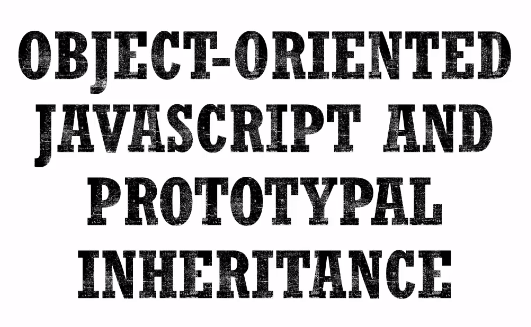 OBJECT-ORIENTED
JAVASCRIPT AND
PROTOTYPAL
INHERITANCE